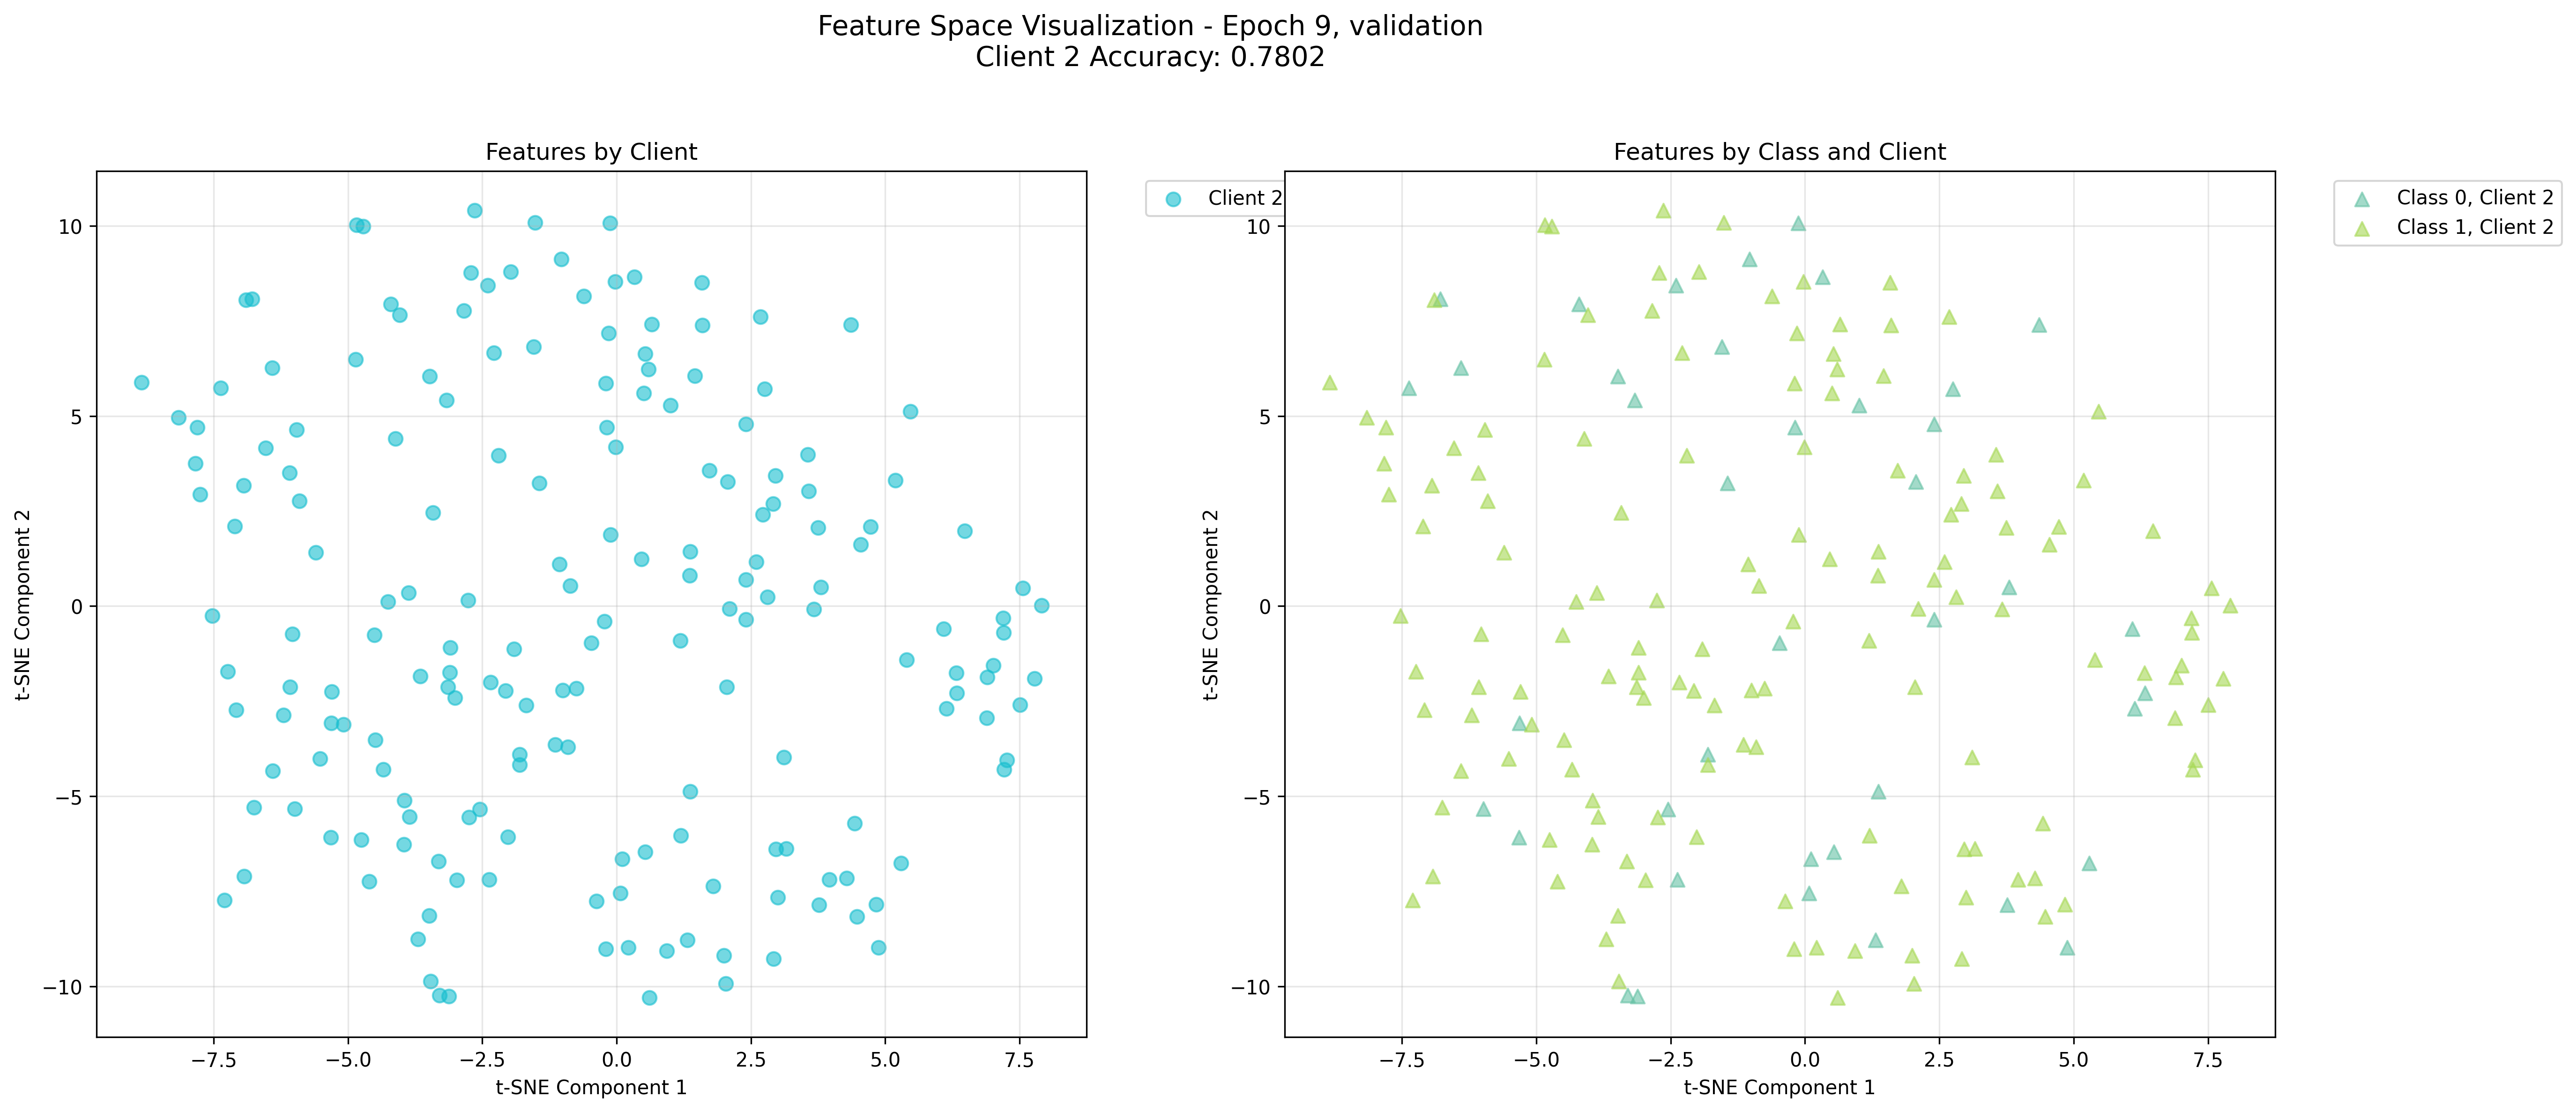 Feature Space Visualization - Epoch 9, validation
Client 2 Accuracy: 0.7802
Features by Client
Client 2
10
5
0
−5
−10
t-SNE Component 2
−7.5 −5.0 −2.5 0.0 2.5 5.0 7.5
t-SNE Component 1
Features by Class and Client
Class 0, Client 2
Class 1, Client 2
10
5
0
−5
−10
t-SNE Component 2
−7.5 −5.0 −2.5 0.0 2.5 5.0 7.5
t-SNE Component 1